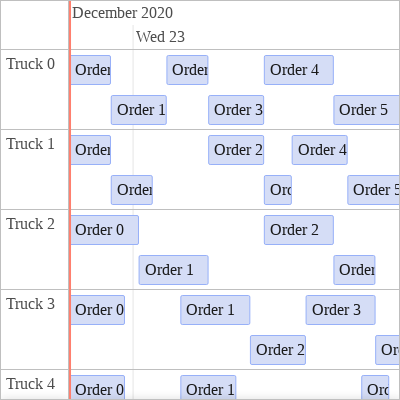 December 2020
Wed 23
Truck 0
Order
Order
Order 4
Order 1
Order 3
Order 5
Truck 1
Order
Order 2
Order 4
Order
Ord
Order 5
Truck 2
Order 0
Order 2
Order 1
Order
Truck 3
Order 0
Order 1
Order 3
Order 2
Or
Truck 4
Order 0
Order 1
Ord